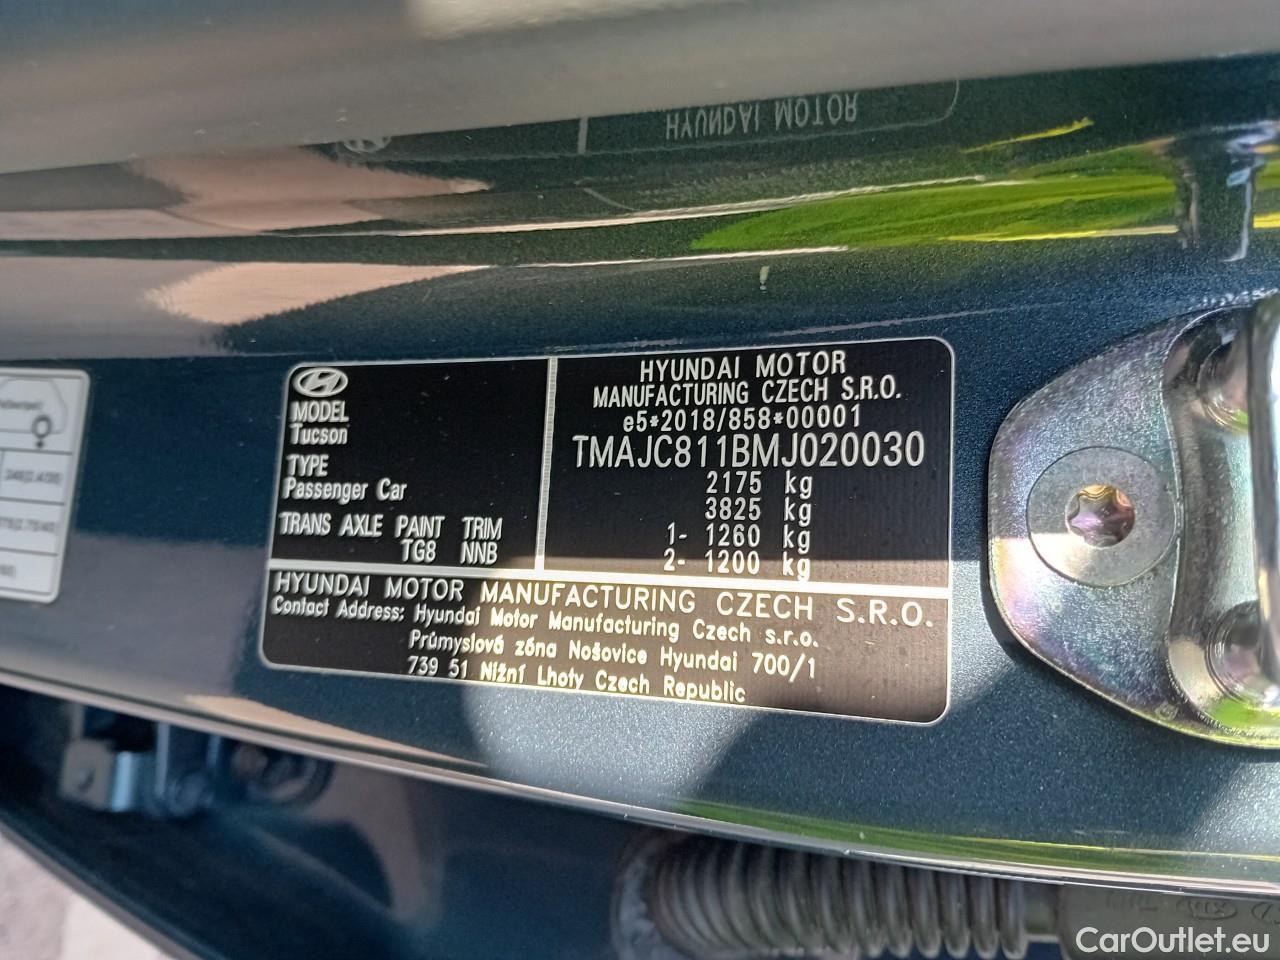 HYUNDAI MOTOR
MODEL
Tucson
TYPE
Passenger Car
TRANS AXLE PAINT TRIM
TG8 NNB
HYUNDAI MOTOR
MANUFACTURING CZECH S.R.O.
e5*2018/858*00001
TMAJC811BMJ020030
2175 kg
3825 kg
1- 1260 kg
2- 1200 kg
HYUNDAI MOTOR MANUFACTURING CZECH S.R.O.
Contact Address: Hyundai Motor Manufacturing Czech s.r.o.
Průmyslová zóna Nošovice Hyundai 700/1
739 51 Nižní Lhoty Czech Republic
CarOutlet.eu